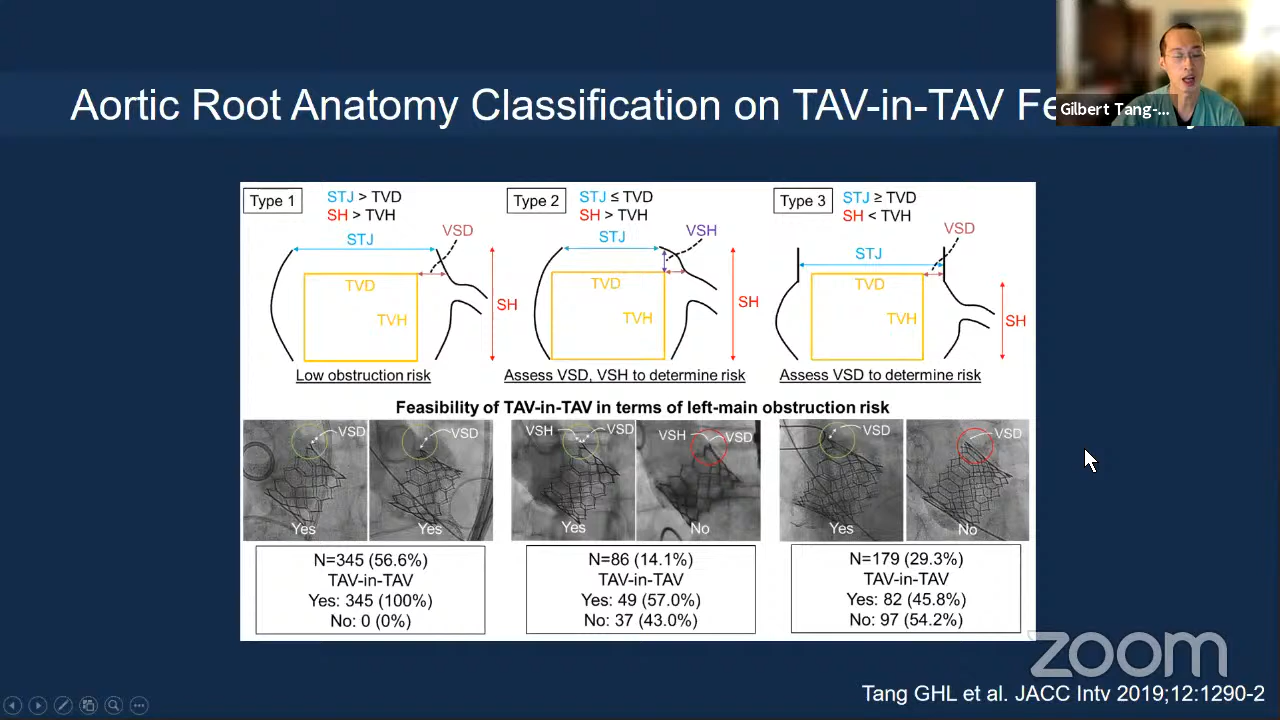 Aortic Root Anatomy Classification on TAV-in-TAV
Gilbert Tang-...
Type 1
STJ > TVD
SH > TVH
STJ
VSD
TVD
TVH
SH
Low obstruction risk
Type 2
STJ ≤ TVD
SH > TVH
STJ
VSH
TVD
TVH
SH
Assess VSD, VSH to determine risk
Type 3
STJ ≥ TVD
SH < TVH
VSD
STJ
TVD
TVH
SH
Assess VSD to determine risk
Feasibility of TAV-in-TAV in terms of left-main obstruction risk
VSD
Yes
VSD
Yes
VSH
VSD
Yes
VSH
VSD
No
VSD
Yes
VSD
No
N=345 (56.6%)
TAV-in-TAV
Yes: 345 (100%)
No: 0 (0%)
N=86 (14.1%)
TAV-in-TAV
Yes: 49 (57.0%)
No: 37 (43.0%)
N=179 (29.3%)
TAV-in-TAV
Yes: 82 (45.8%)
No: 97 (54.2%)
zoom
Tang GHL et al. JACC Intv 2019;12:1290-2